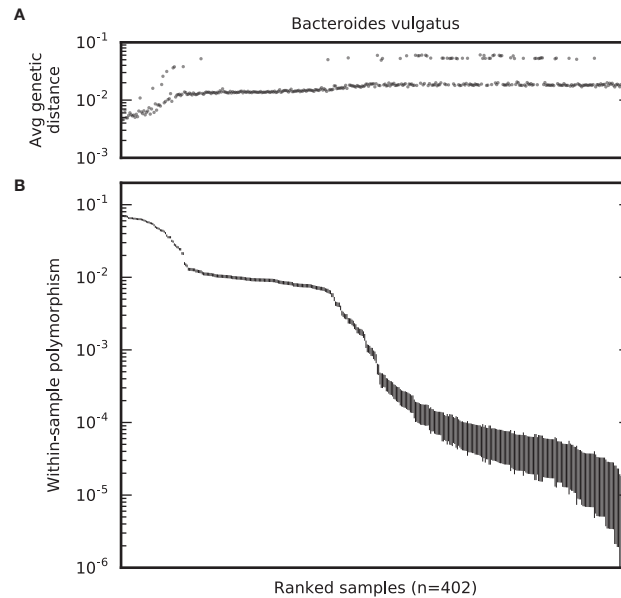 A
Bacteroides vulgatus
Avg genetic
distance
10^-1
10^-2
10^-3
B
Within-sample polymorphism
10^-1
10^-2
10^-3
10^-4
10^-5
10^-6
Ranked samples (n=402)